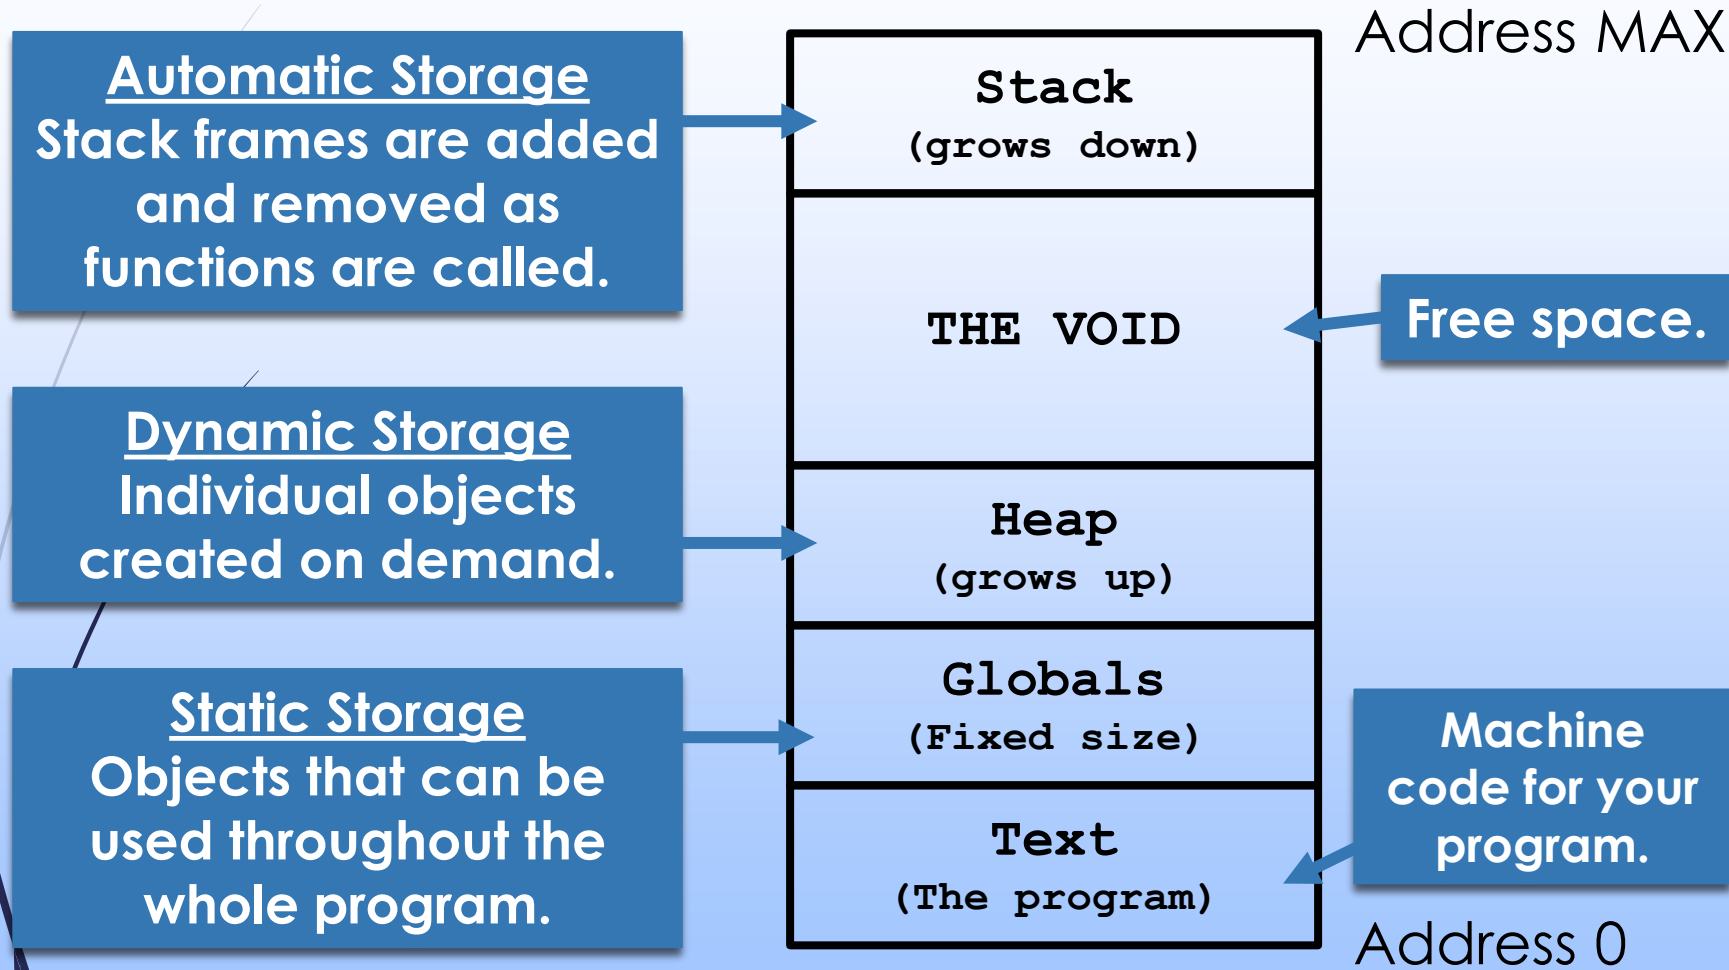 Address MAX
Automatic Storage
Stack frames are added
and removed as
functions are called.
Stack
(grows down)
THE VOID
Free space.
Dynamic Storage
Individual objects
created on demand.
Heap
(grows up)
Static Storage
Objects that can be
used throughout the
whole program.
Globals
(Fixed size)
Machine
code for your
program.
Text
(The program)
Address 0